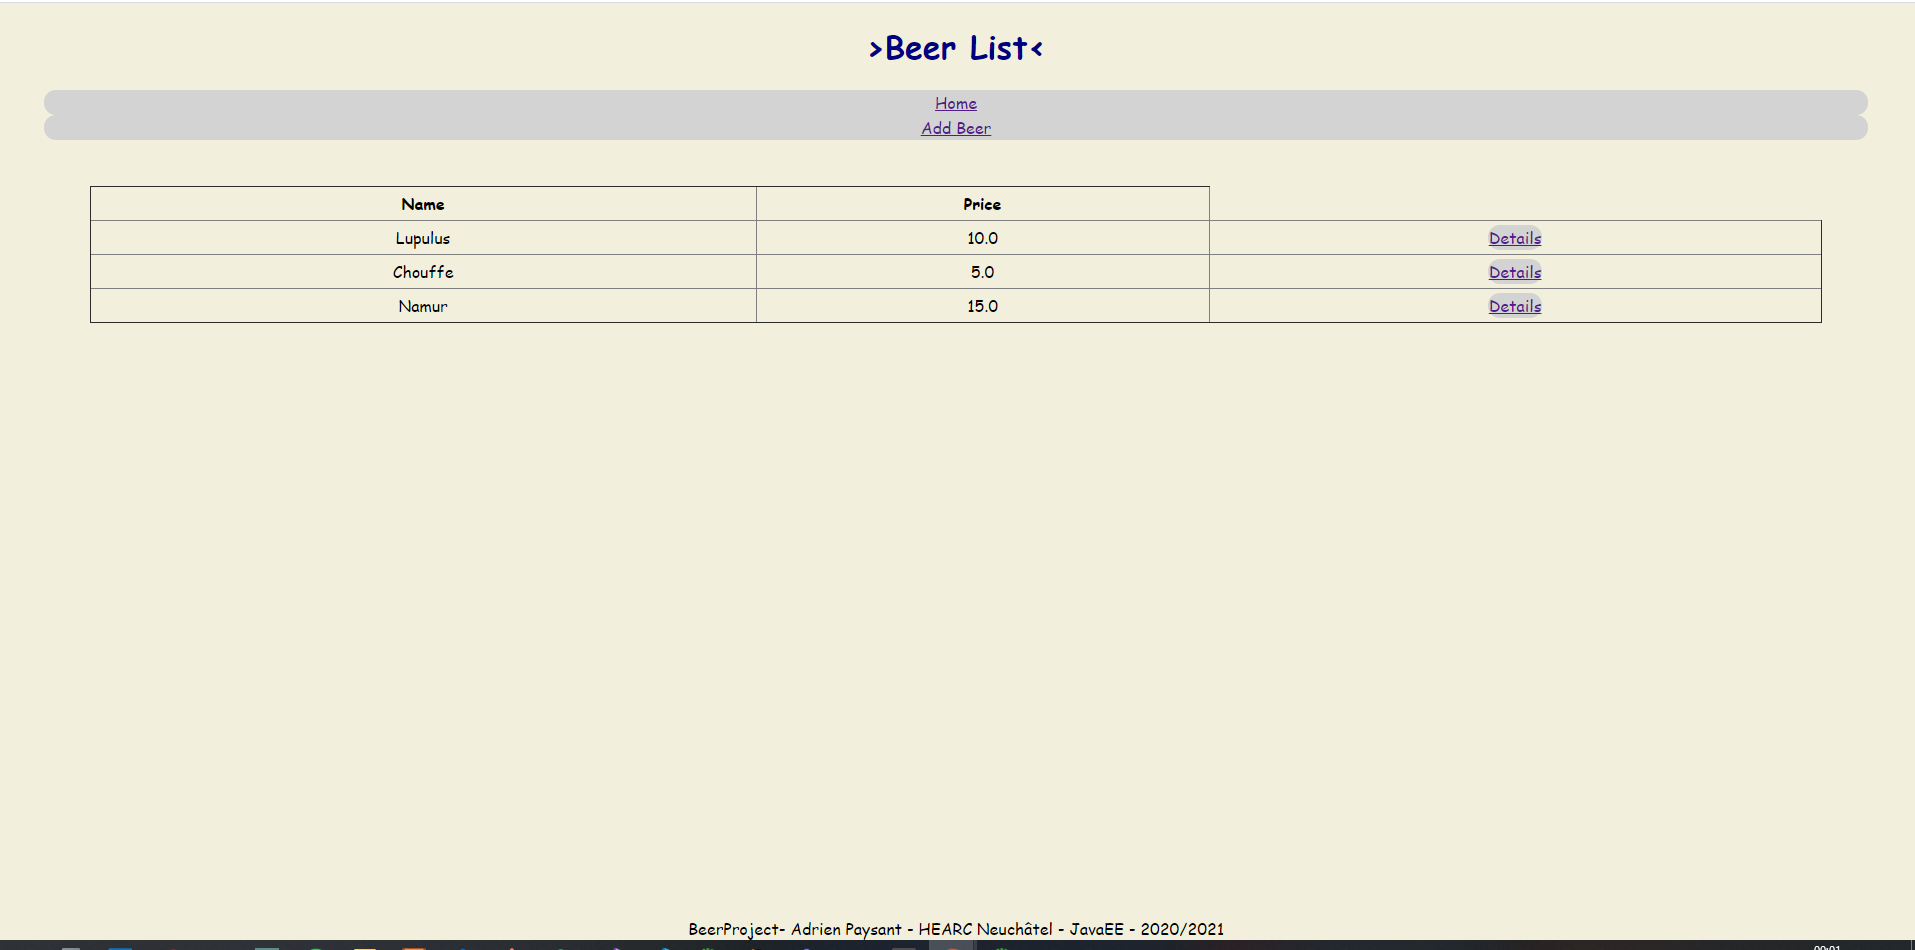 >Beer List<
Home
Add Beer
Name Price
Lupulus 10.0 Details
Chouffe 5.0 Details
Namur 15.0 Details
BeerProject- Adrien Paysant - HEARC Neuchâtel - JavaEE - 2020/2021